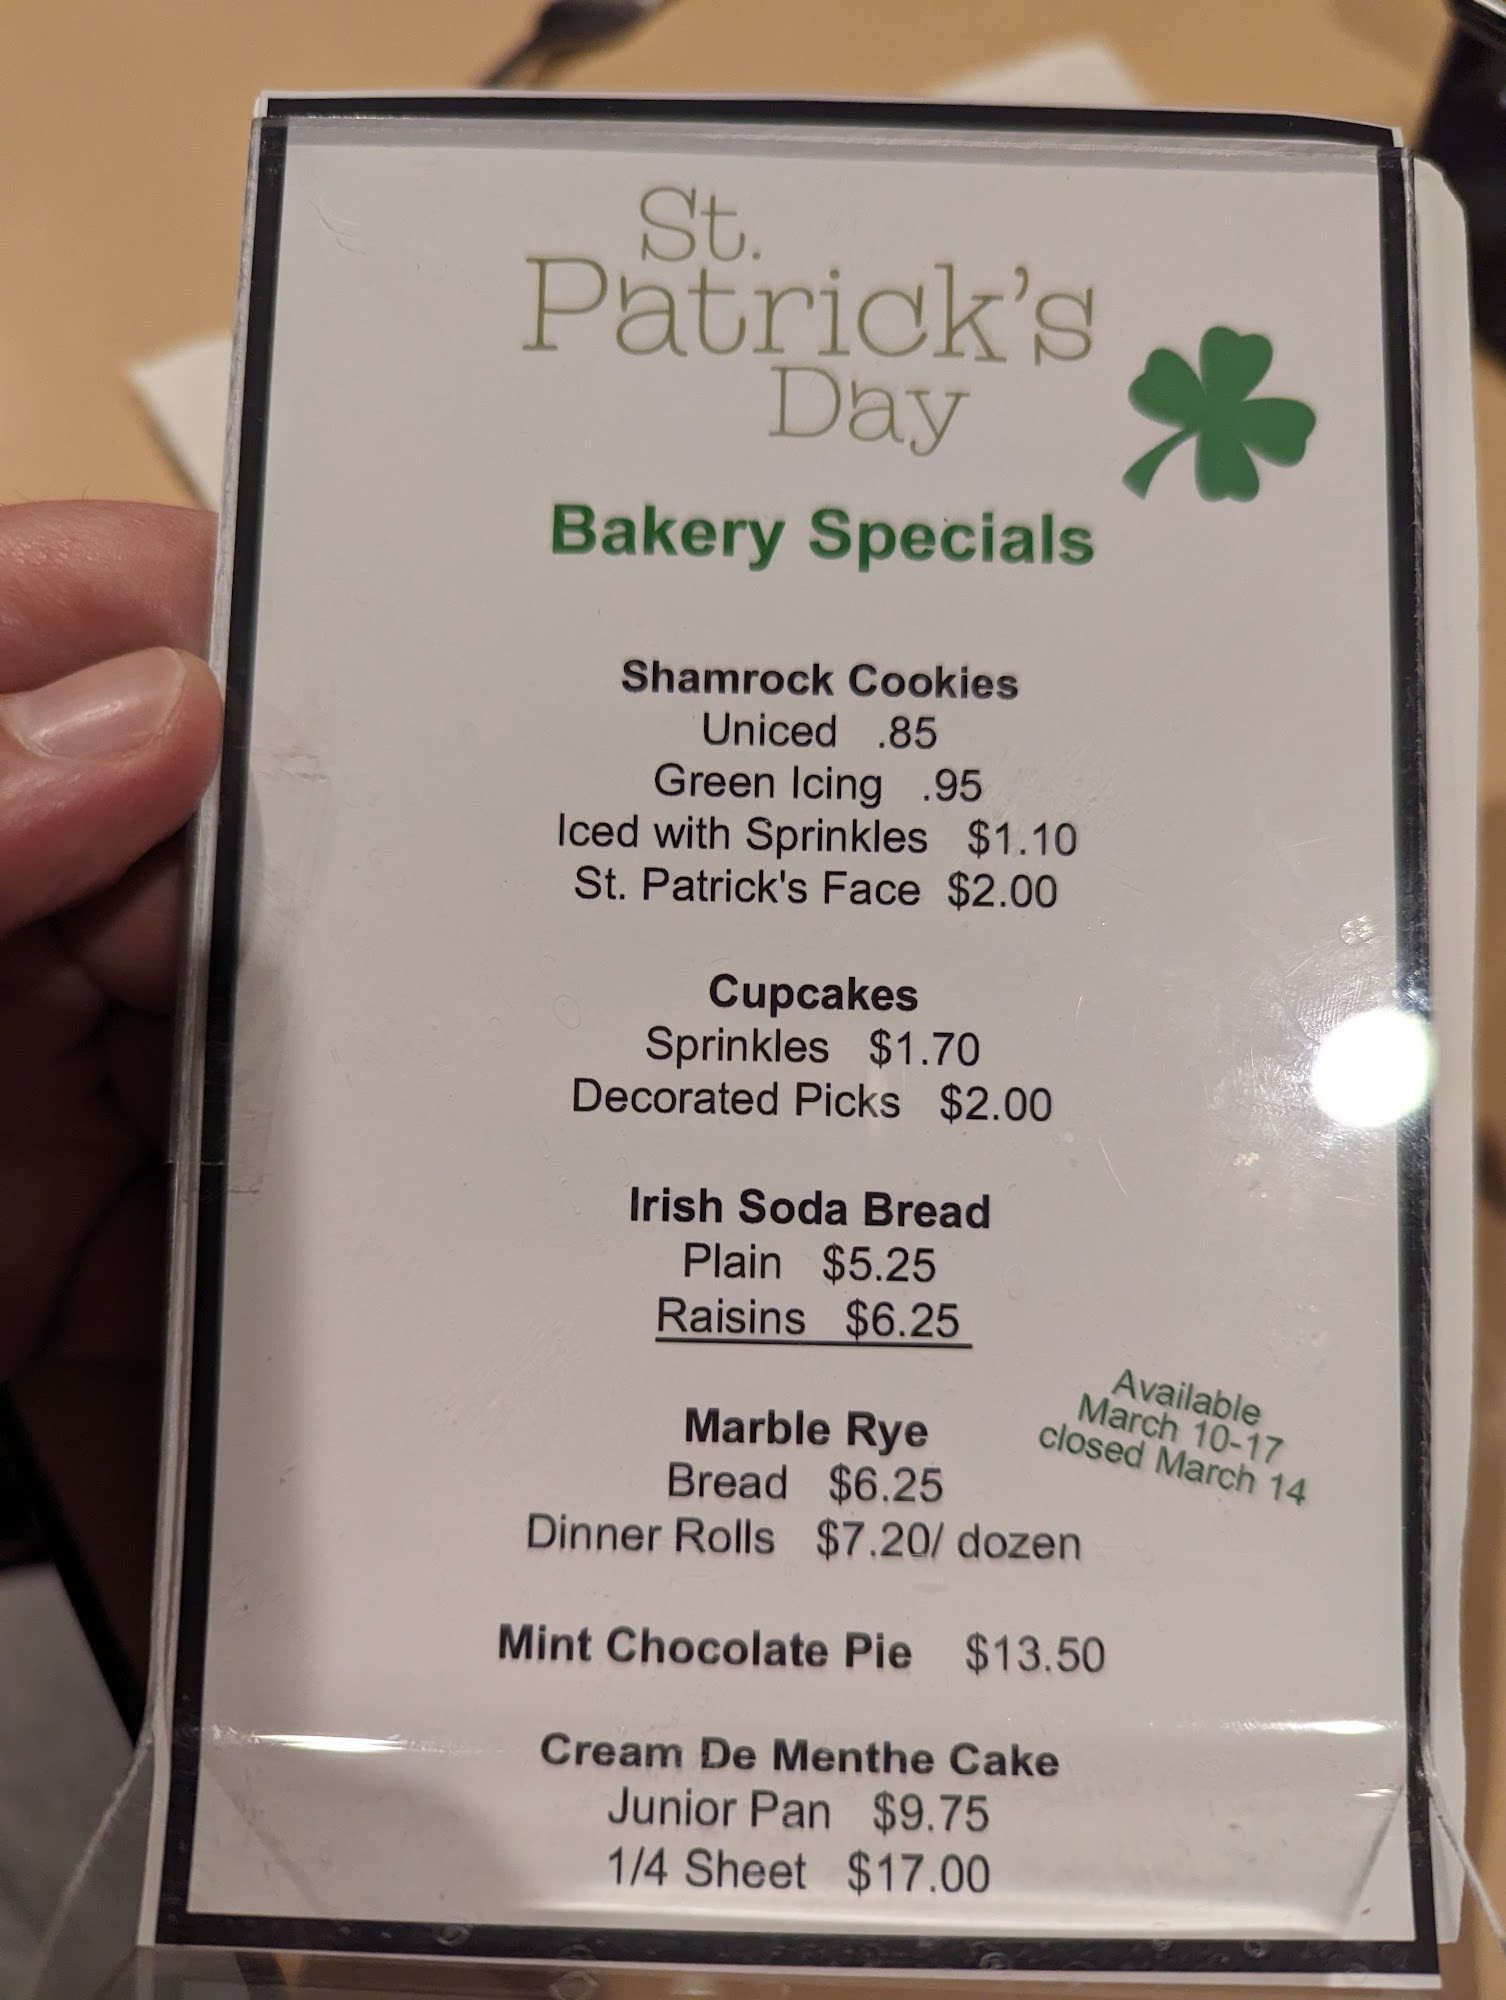 St.
Patrick's
Day
Bakery Specials
Shamrock Cookies
Uniced .85
Green Icing .95
Iced with Sprinkles $1.10
St. Patrick's Face $2.00
Cupcakes
Sprinkles $1.70
Decorated Picks $2.00
Irish Soda Bread
Plain $5.25
Raisins $6.25
Available
March 10-17
closed March 14
Marble Rye
Bread $6.25
Dinner Rolls $7.20/ dozen
Mint Chocolate Pie $13.50
Cream De Menthe Cake
Junior Pan $9.75
1/4 Sheet $17.00